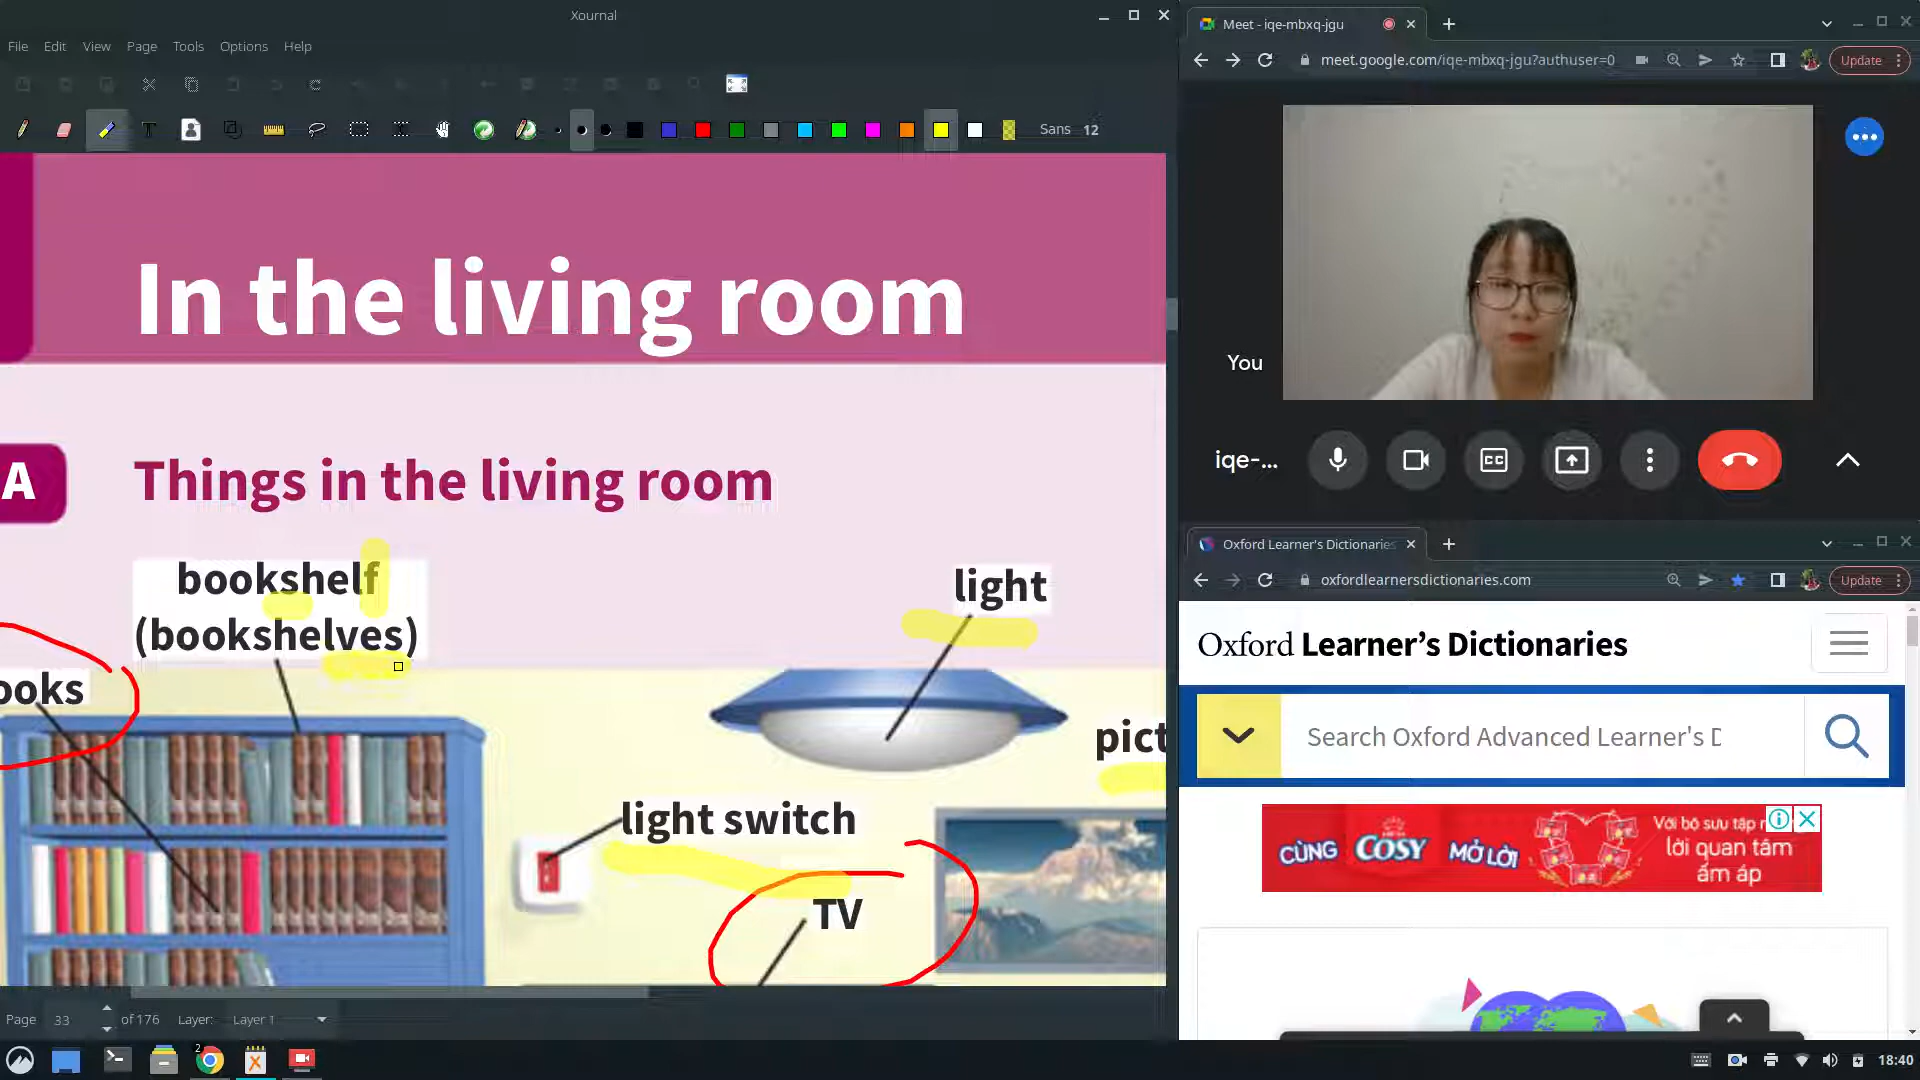 Xournal
File Edit View Page Tools Options Help
Sans 12
In the living room
A Things in the living room
bookshelf
(bookshelves)
light
light switch
TV
Page 33 of 176 Layer: Layer 1
Meet - iqe-mbxq-jgu
meet.google.com/iqe-mbxq-jgu?authuser=0
Update
You
iqe-...
CC
Oxford Learner's Dictionaries
oxfordlearnersdictionaries.com
Update
Oxford Learner's Dictionaries
Search Oxford Advanced Learner's
CÙNG COSY MỞ LỜI
Với bộ sưu tập
lời quan tâm
ấm áp
2
18:40